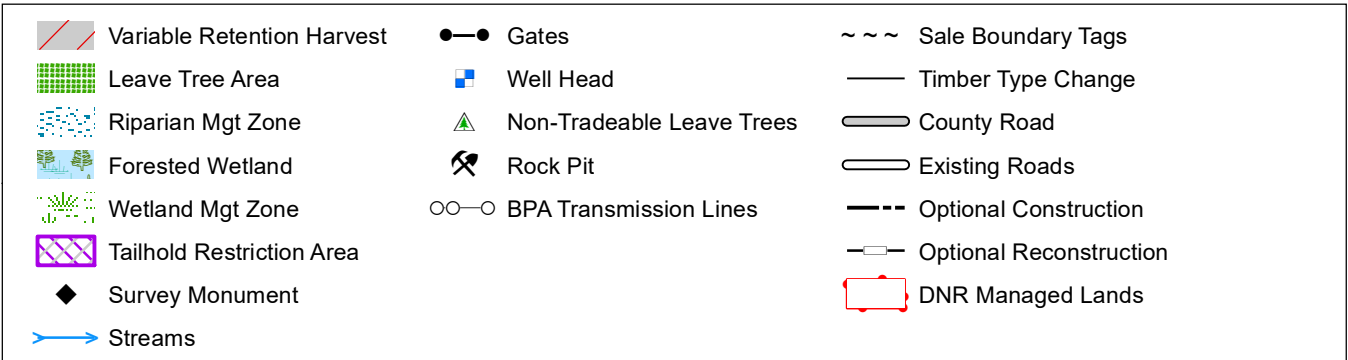 Variable Retention Harvest
Leave Tree Area
Riparian Mgt Zone
Forested Wetland
Wetland Mgt Zone
Tailhold Restriction Area
Survey Monument
Streams
Gates
Well Head
Non-Tradeable Leave Trees
Rock Pit
BPA Transmission Lines
Sale Boundary Tags
Timber Type Change
County Road
Existing Roads
Optional Construction
Optional Reconstruction
DNR Managed Lands